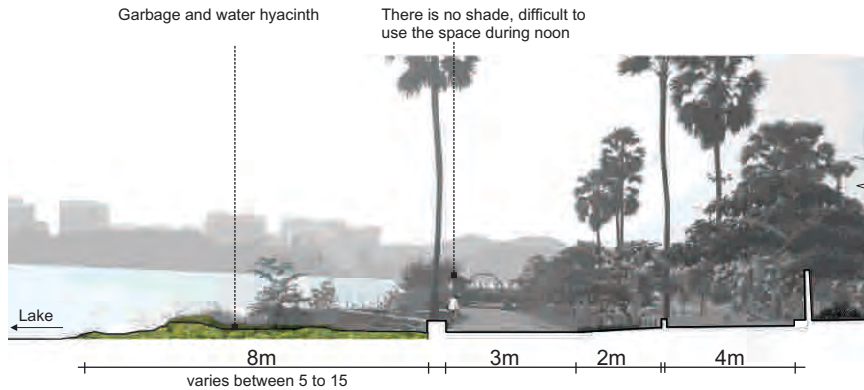 Garbage and water hyacinth
There is no shade, difficult to
use the space during noon
Lake
8m
3m
2m
4m
varies between 5 to 15